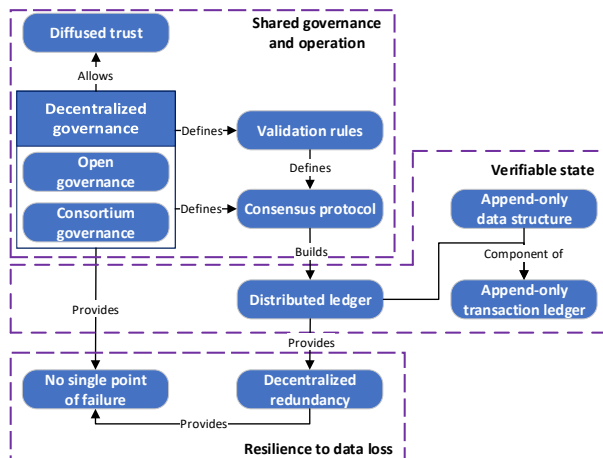 Shared governance
and operation
Diffused trust
Allows
Decentralized
governance
Defines
Validation rules
Open
governance
Defines
Verifiable state
Consortium
governance
Defines
Consensus protocol
Append-only
data structure
Builds
Component of
Distributed ledger
Append-only
transaction ledger
Provides
Provides
No single point
of failure
Decentralized
redundancy
Provides
Resilience to data loss